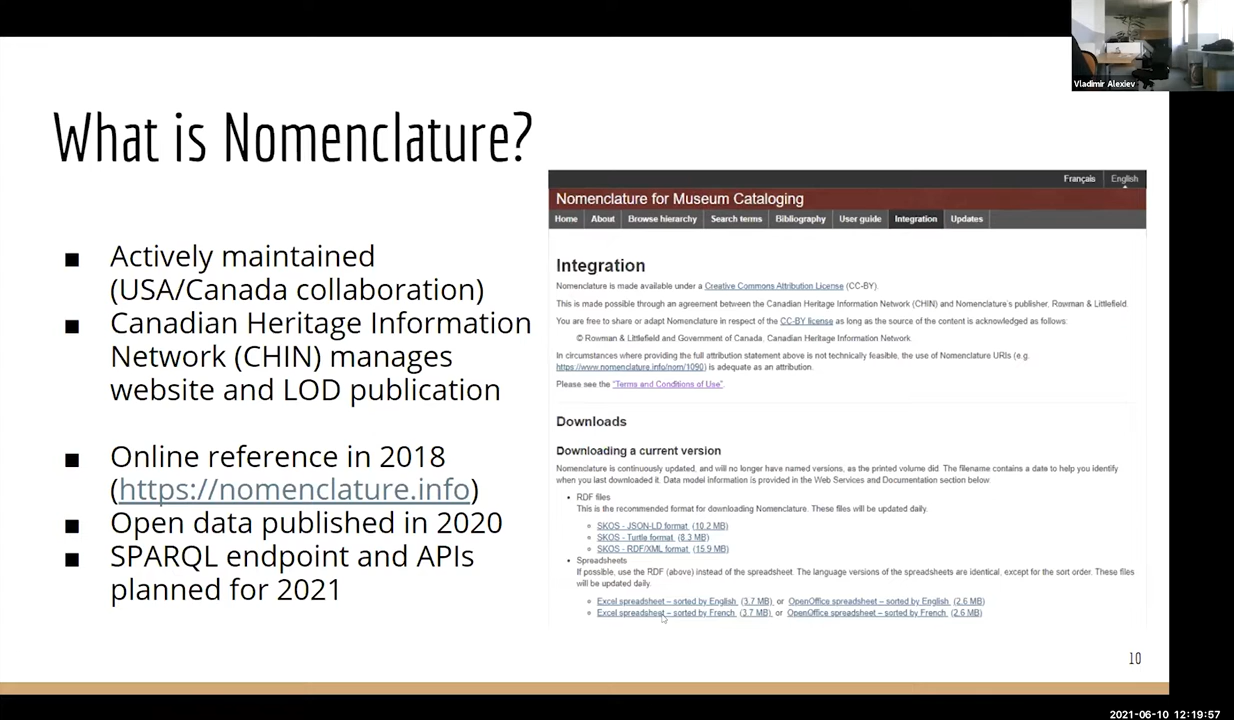 Vladimir Alexiev
What is Nomenclature?
■ Actively maintained
(USA/Canada collaboration)
■ Canadian Heritage Information
Network (CHIN) manages
website and LOD publication
■ Online reference in 2018
(https://nomenclature.info)
■ Open data published in 2020
■ SPARQL endpoint and APIs
planned for 2021
Français English
Nomenclature for Museum Cataloging
Home About Browse hierarchy Search terms Bibliography User guide Integration Updates
Integration
Nomenclature is made available under a Creative Commons Attribution License (CC-BY).
This is made possible through an agreement between the Canadian Heritage Information Network (CHIN) and Nomenclature's publisher, Rowman & Littlefield.
You are free to share or adapt Nomenclature in respect of the CC-BY license as long as the source of the content is acknowledged as follows:
© Rowman & Littlefield and Government of Canada, Canadian Heritage Information Network.
In circumstances where providing the full attribution statement above is not technically feasible, the use of Nomenclature URIs (e.g.
https://www.nomenclature.info/nom/1090) is adequate as an attribution.
Please see the "Terms and Conditions of Use".
Downloads
Downloading a current version
Nomenclature is continuously updated, and will no longer have named versions, as the printed volume did. The filename contains a date to help you identify
when you last downloaded it. Data model information is provided in the Web Services and Documentation section below.
• RDF files
This is the recommended format for downloading Nomenclature. These files will be updated daily.
SKOS - JSON-LD format (10.2 MB)
SKOS - Turtle format (8.3 MB)
SKOS - RDF/XML format (15.9 MB)
• Spreadsheets
If possible, use the RDF (above) instead of the spreadsheet. The language versions of the spreadsheets are identical, except for the sort order. These files
will be updated daily.
Excel spreadsheet – sorted by English (3.7 MB) or OpenOffice spreadsheet – sorted by English (2.6 MB)
Excel spreadsheet – sorted by French (3.7 MB) or OpenOffice spreadsheet – sorted by French (2.6 MB)
10
2021-06-10 12:19:57